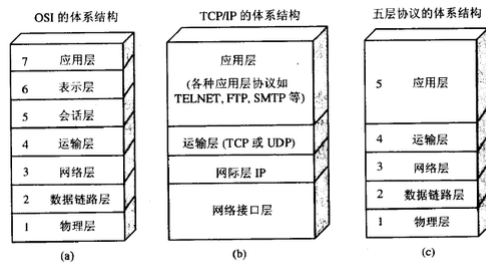 OSI 的体系结构
7 应用层
6 表示层
5 会话层
4 运输层
3 网络层
2 数据链路层
1 物理层
(a)
TCP/IP 的体系结构
应用层
(各种应用层协议如
TELNET, FTP, SMTP 等)
运输层 (TCP 或 UDP)
网际层 IP
网络接口层
(b)
五层协议的体系结构
5 应用层
4 运输层
3 网络层
2 数据链路层
1 物理层
(c)